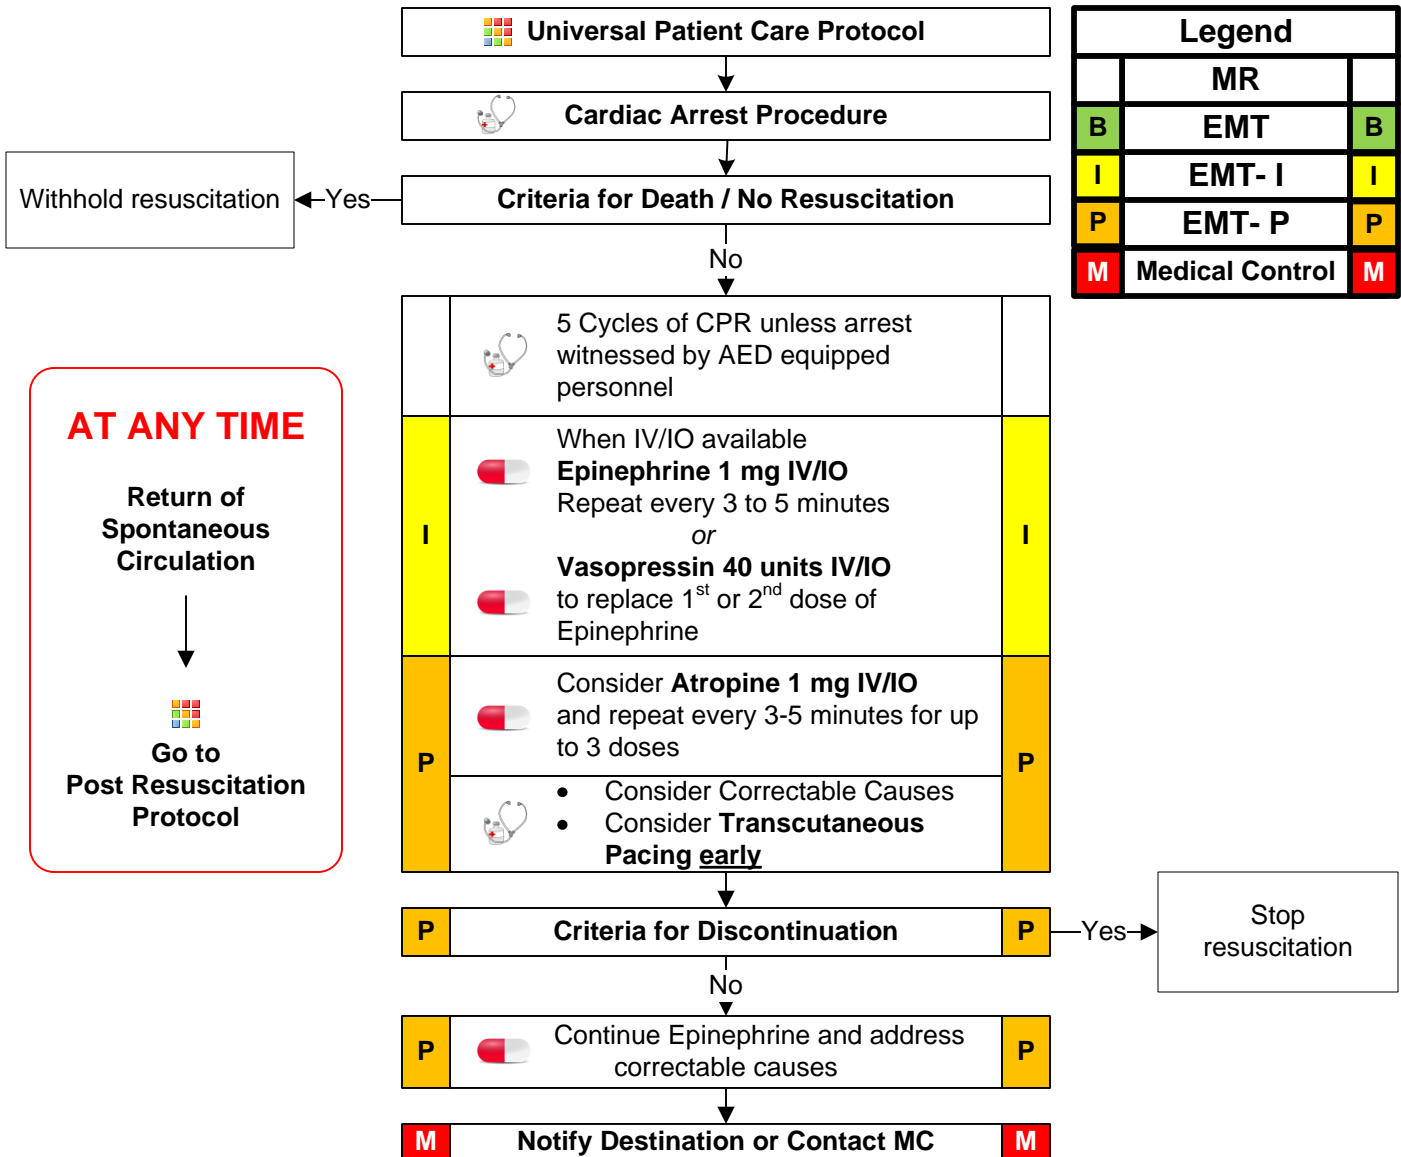 Universal Patient Care Protocol
Legend
MR
B EMT B
I EMT- I I
P EMT- P P
M Medical Control M
Cardiac Arrest Procedure
Withhold resuscitation
Yes
Criteria for Death / No Resuscitation
No
5 Cycles of CPR unless arrest
witnessed by AED equipped
personnel
AT ANY TIME
Return of
Spontaneous
Circulation
Go to
Post Resuscitation
Protocol
I
When IV/IO available
Epinephrine 1 mg IV/IO
Repeat every 3 to 5 minutes
or
Vasopressin 40 units IV/IO
to replace 1st or 2nd dose of
Epinephrine
I
P
Consider Atropine 1 mg IV/IO
and repeat every 3-5 minutes for up
to 3 doses
• Consider Correctable Causes
• Consider Transcutaneous
Pacing early
P
P Criteria for Discontinuation P
Yes
Stop
resuscitation
No
P
Continue Epinephrine and address
correctable causes
P
M Notify Destination or Contact MC M